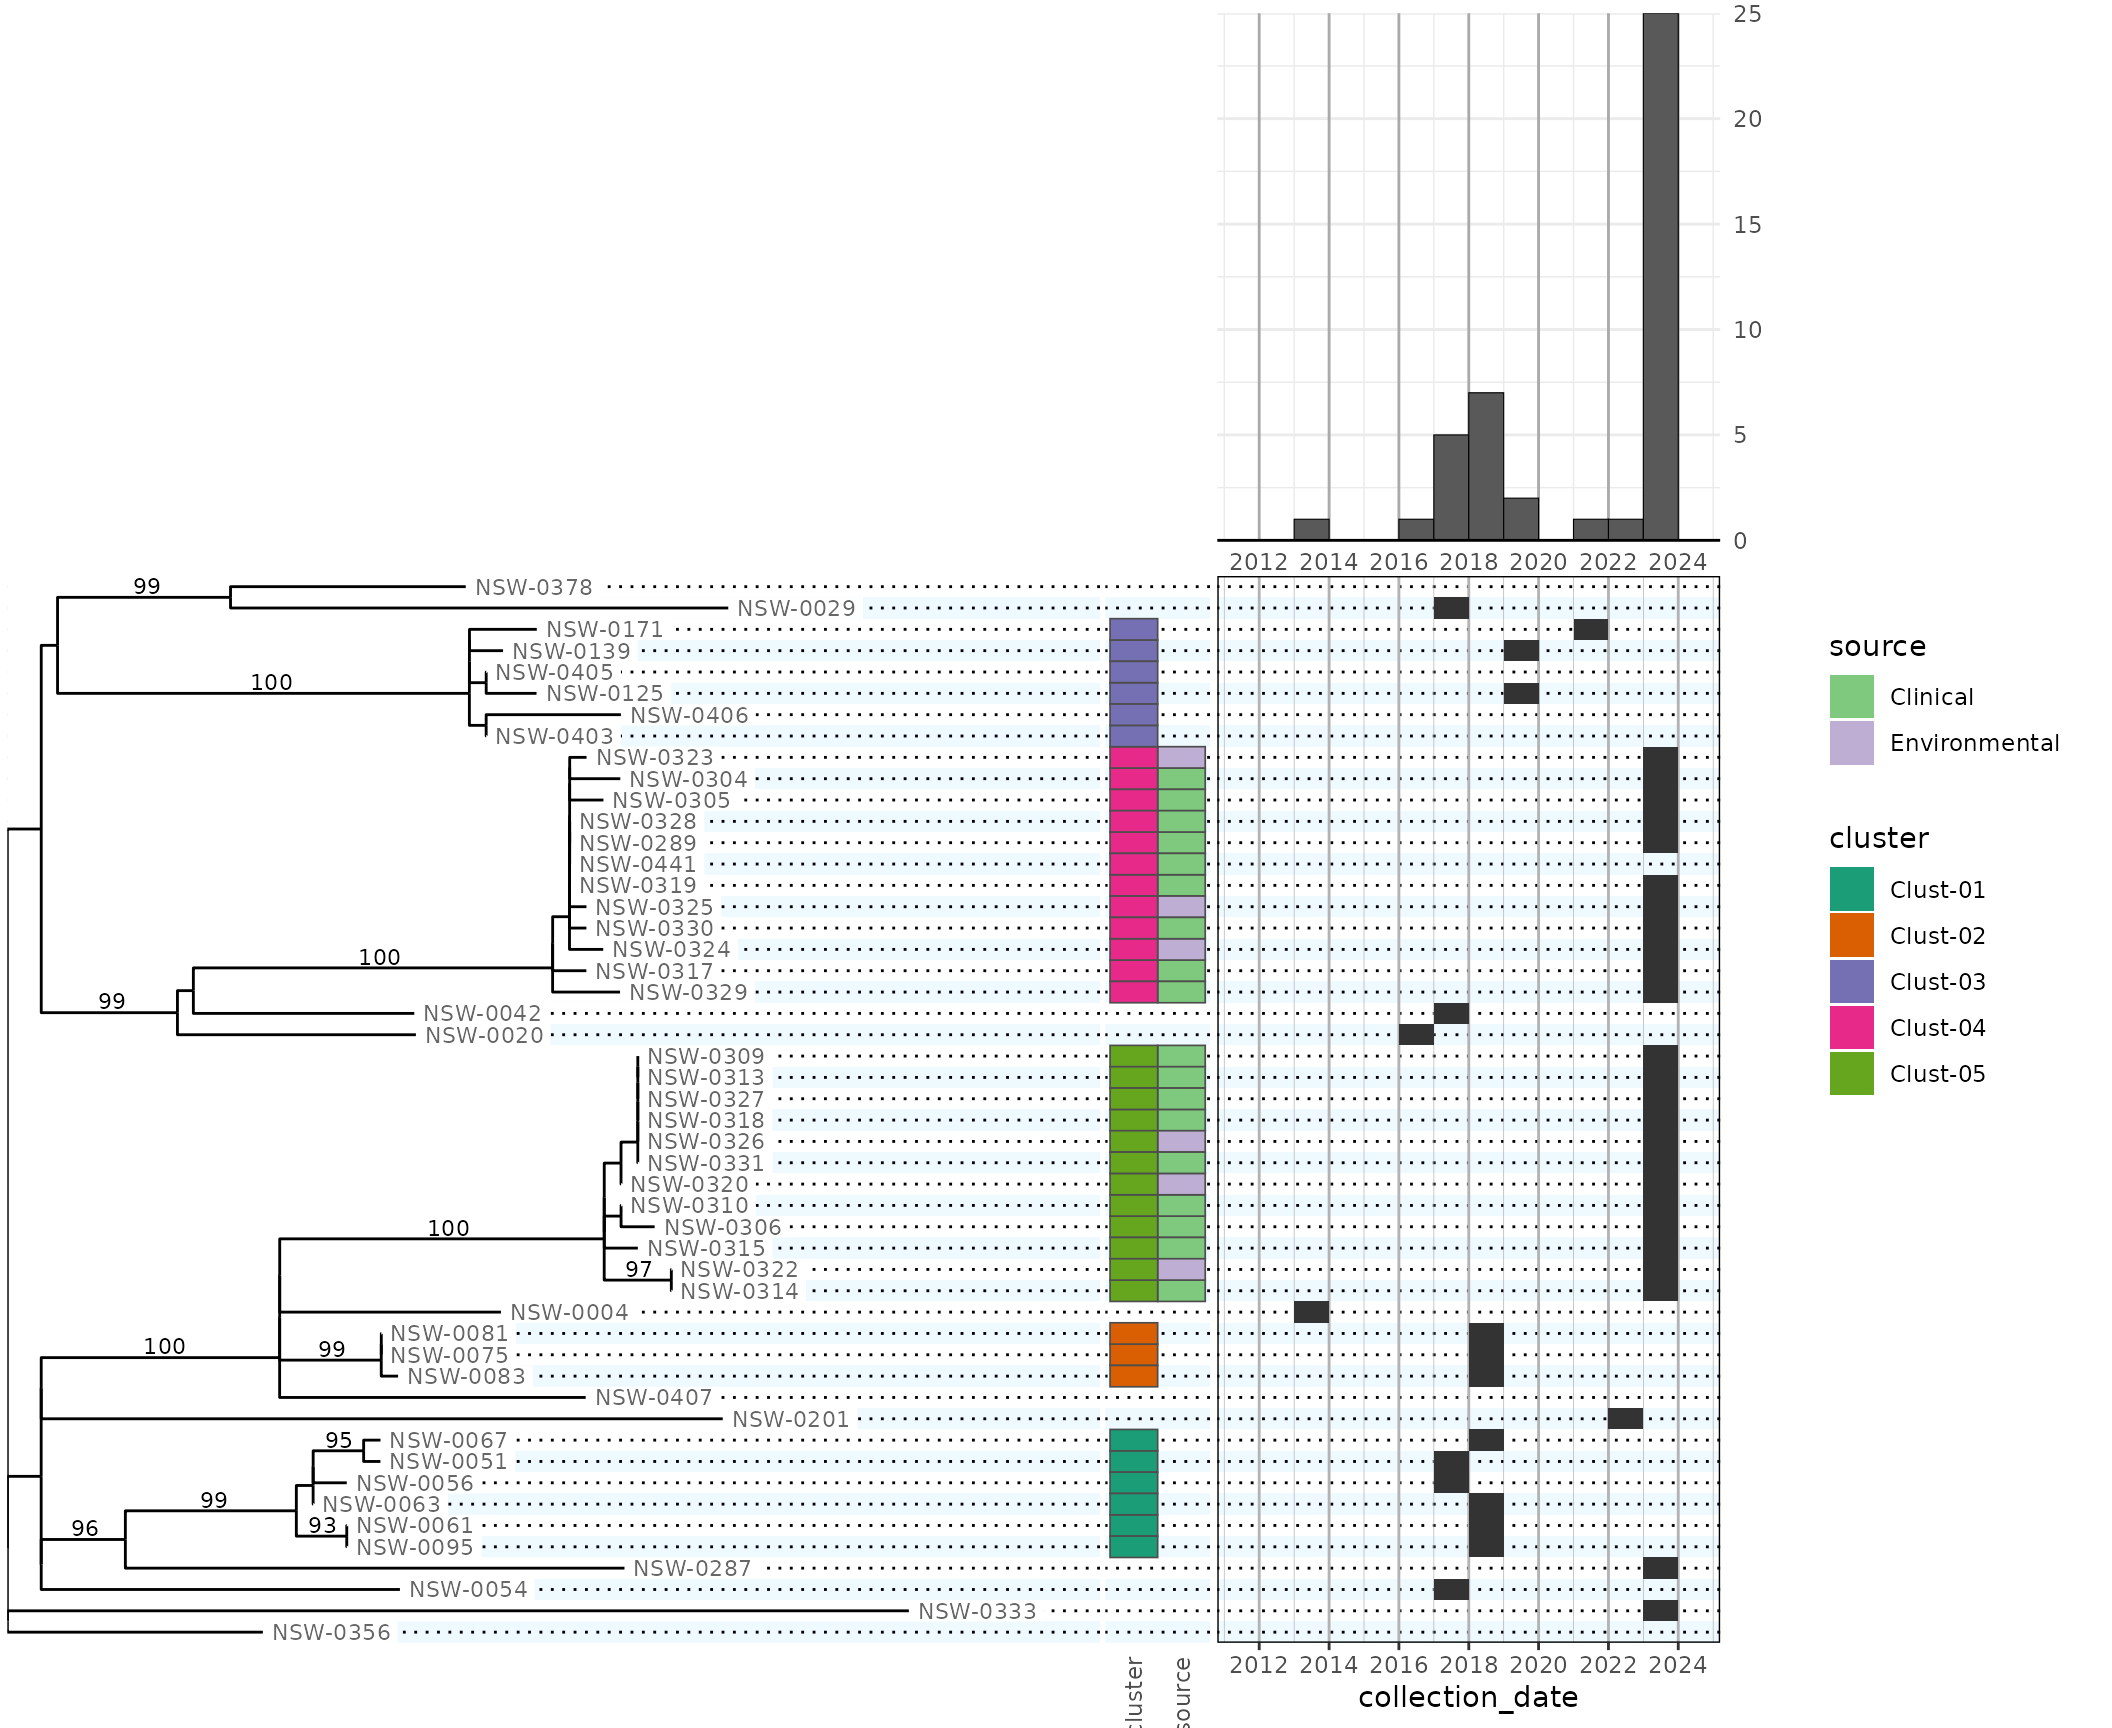 25
20
15
10
5
0
2012 2014 2016 2018 2020 2022 2024
99
NSW-0378
NSW-0029
NSW-0171
NSW-0139
NSW-0405
100
NSW-0125
NSW-0406
NSW-0403
NSW-0323
NSW-0304
NSW-0305
NSW-0328
NSW-0289
NSW-0441
NSW-0319
NSW-0325
NSW-0330
NSW-0324
100
NSW-0317
NSW-0329
99
NSW-0042
NSW-0020
NSW-0309
NSW-0313
NSW-0327
NSW-0318
NSW-0326
NSW-0331
NSW-0320
NSW-0310
NSW-0306
100
NSW-0315
97
NSW-0322
NSW-0314
NSW-0004
NSW-0081
100
99
NSW-0075
NSW-0083
NSW-0407
NSW-0201
95
NSW-0067
NSW-0051
NSW-0056
99
NSW-0063
96
93
NSW-0061
NSW-0095
NSW-0287
NSW-0054
NSW-0333
NSW-0356
cluster
source
2012 2014 2016 2018 2020 2022 2024
collection_date
source
Clinical
Environmental
cluster
Clust-01
Clust-02
Clust-03
Clust-04
Clust-05